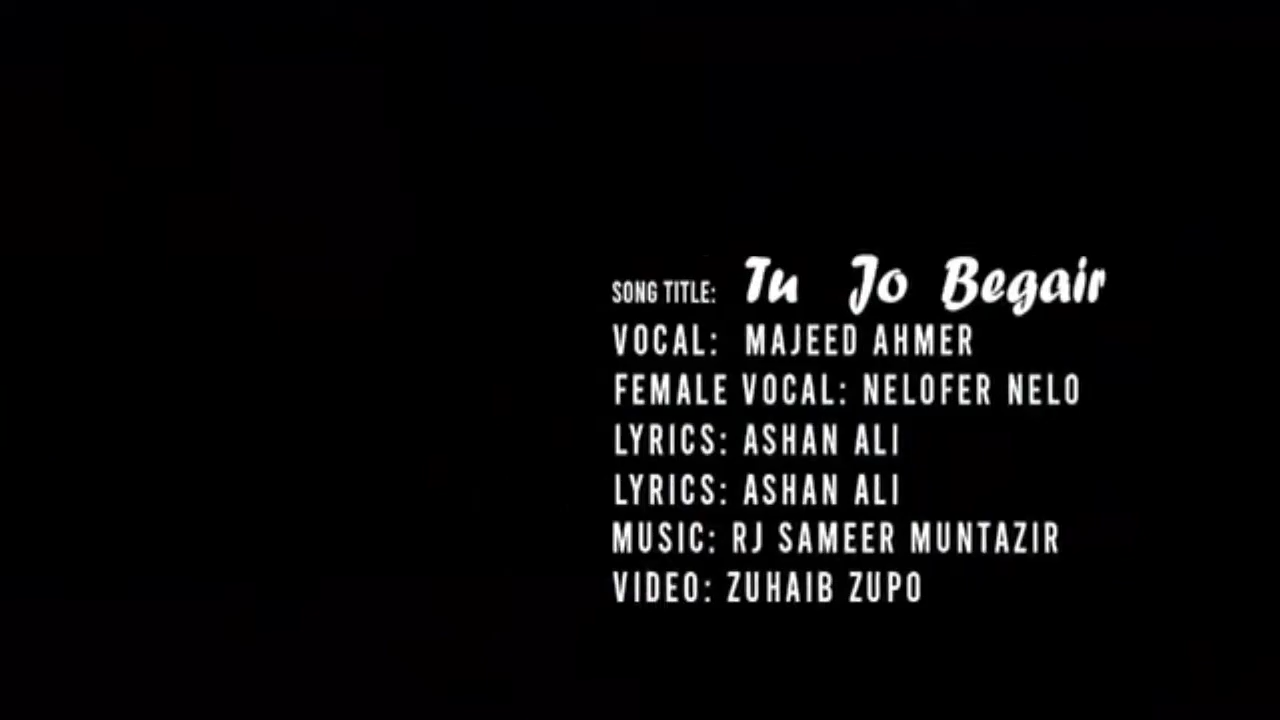 SONG TITLE: Tu Jo Begair
VOCAL: MAJEED AHMER
FEMALE VOCAL: NELOFER NELO
LYRICS: ASHAN ALI
LYRICS: ASHAN ALI
MUSIC: RJ SAMEER MUNTAZIR
VIDEO: ZUHAIB ZUPO